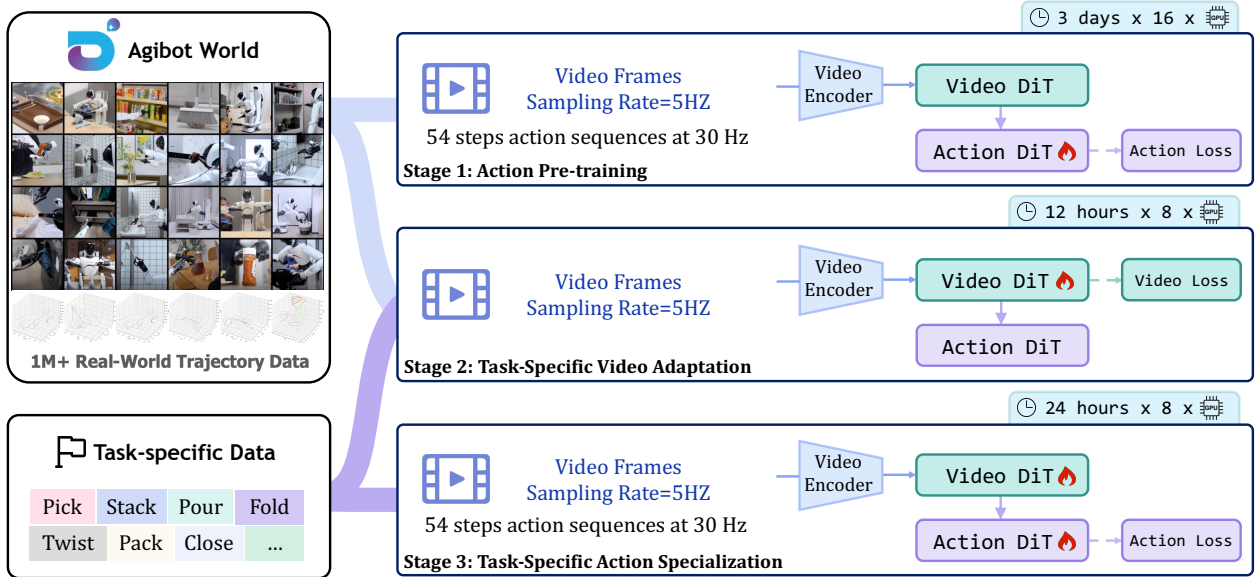 Agibot World
1M+ Real-World Trajectory Data
Task-specific Data
Pick Stack Pour Fold
Twist Pack Close ...
3 days x 16 x GPU
Video Frames
Sampling Rate=5HZ
54 steps action sequences at 30 Hz
Stage 1: Action Pre-training
Video
Encoder
Video DiT
Action DiT
Action Loss
12 hours x 8 x GPU
Video Frames
Sampling Rate=5HZ
Stage 2: Task-Specific Video Adaptation
Video
Encoder
Video DiT
Video Loss
Action DiT
24 hours x 8 x GPU
Video Frames
Sampling Rate=5HZ
54 steps action sequences at 30 Hz
Stage 3: Task-Specific Action Specialization
Video
Encoder
Video DiT
Action DiT
Action Loss